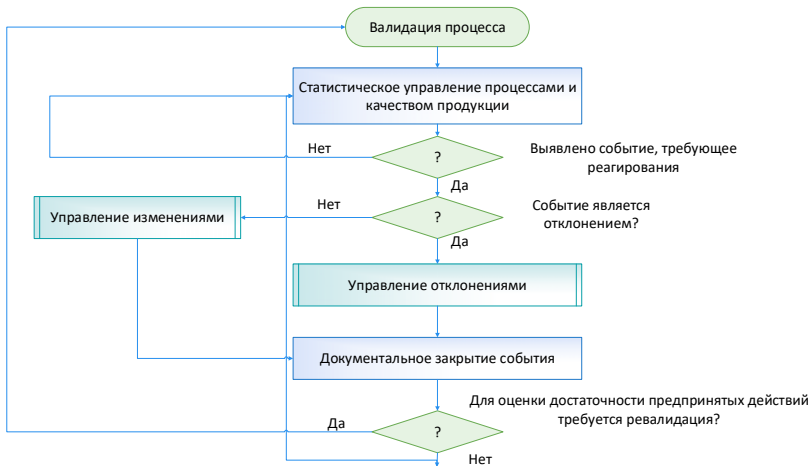 Валидация процесса
Статистическое управление процессами и
качеством продукции
Нет
?
Выявлено событие, требующее
реагирования
Да
Управление изменениями
Нет
?
Событие является
отклонением?
Да
Управление отклонениями
Документальное закрытие события
Для оценки достаточности предпринятых действий
требуется ревалидация?
Да
?
Нет